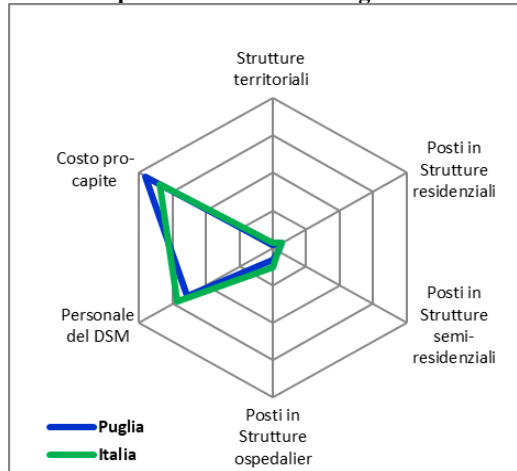 Strutture
territoriali
Posti in
Strutture
residenziali
Costo pro-
capite
Personale
del DSM
Posti in
Strutture
semi-
residenziali
Posti in
Strutture
ospedalier
Puglia
Italia